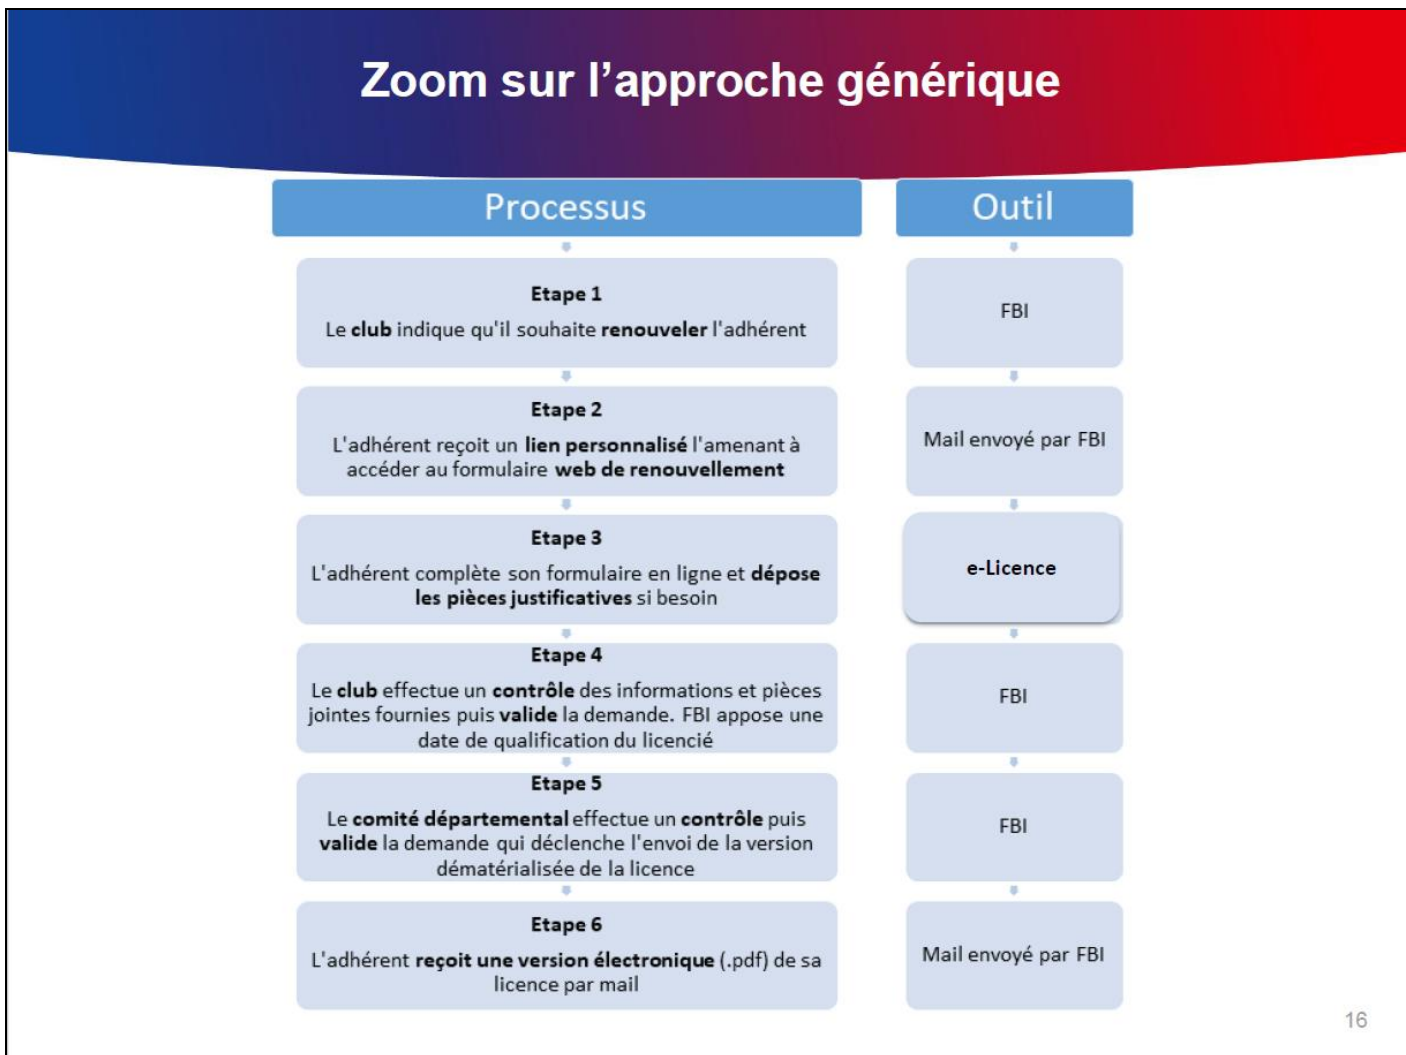 Zoom sur l'approche générique
Processus
Outil
Etape 1
Le club indique qu'il souhaite renouveler l'adhérent
FBI
Etape 2
L'adhérent reçoit un lien personnalisé l'amenant à
accéder au formulaire web de renouvellement
Mail envoyé par FBI
Etape 3
L'adhérent complète son formulaire en ligne et dépose
les pièces justificatives si besoin
e-Licence
Etape 4
Le club effectue un contrôle des informations et pièces
jointes fournies puis valide la demande. FBI appose une
date de qualification du licencié
FBI
Etape 5
Le comité départemental effectue un contrôle puis
valide la demande qui déclenche l'envoi de la version
dématérialisée de la licence
FBI
Etape 6
L'adhérent reçoit une version électronique (.pdf) de sa
licence par mail
Mail envoyé par FBI
16